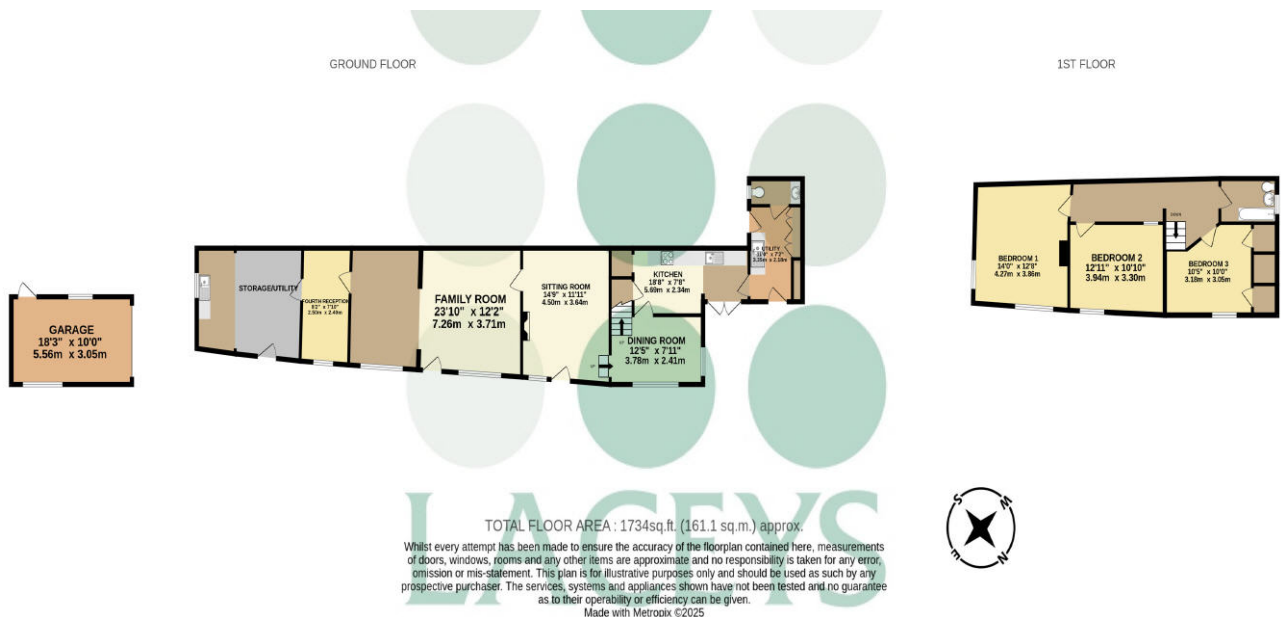 GROUND FLOOR
1ST FLOOR
STORAGE/UTILITY
FOURTH RECEPTION
FAMILY ROOM
23'10" x 12'2"
7.26m x 3.71m
SITTING ROOM
14'9" x 11'11"
4.50m x 3.64m
KITCHEN
18'8" x 7'8"
5.69m x 2.34m
UTILITY
DINING ROOM
12'5" x 7'11"
3.78m x 2.41m
UP
UP
GARAGE
18'3" x 10'0"
5.56m x 3.05m
DOWN
BEDROOM 1
14'0" x 12'8"
4.27m x 3.86m
BEDROOM 2
12'11" x 10'10"
3.94m x 3.30m
BEDROOM 3
10'5" x 10'0"
3.18m x 3.05m
LACEYS
TOTAL FLOOR AREA : 1734sq.ft. (161.1 sq.m.) approx.
Whilst every attempt has been made to ensure the accuracy of the floorplan contained here, measurements
of doors, windows, rooms and any other items are approximate and no responsibility is taken for any error,
omission or mis-statement. This plan is for illustrative purposes only and should be used as such by any
prospective purchaser. The services, systems and appliances shown have not been tested and no guarantee
as to their operability or efficiency can be given.
Made with Metropix ©2025
S W
E N